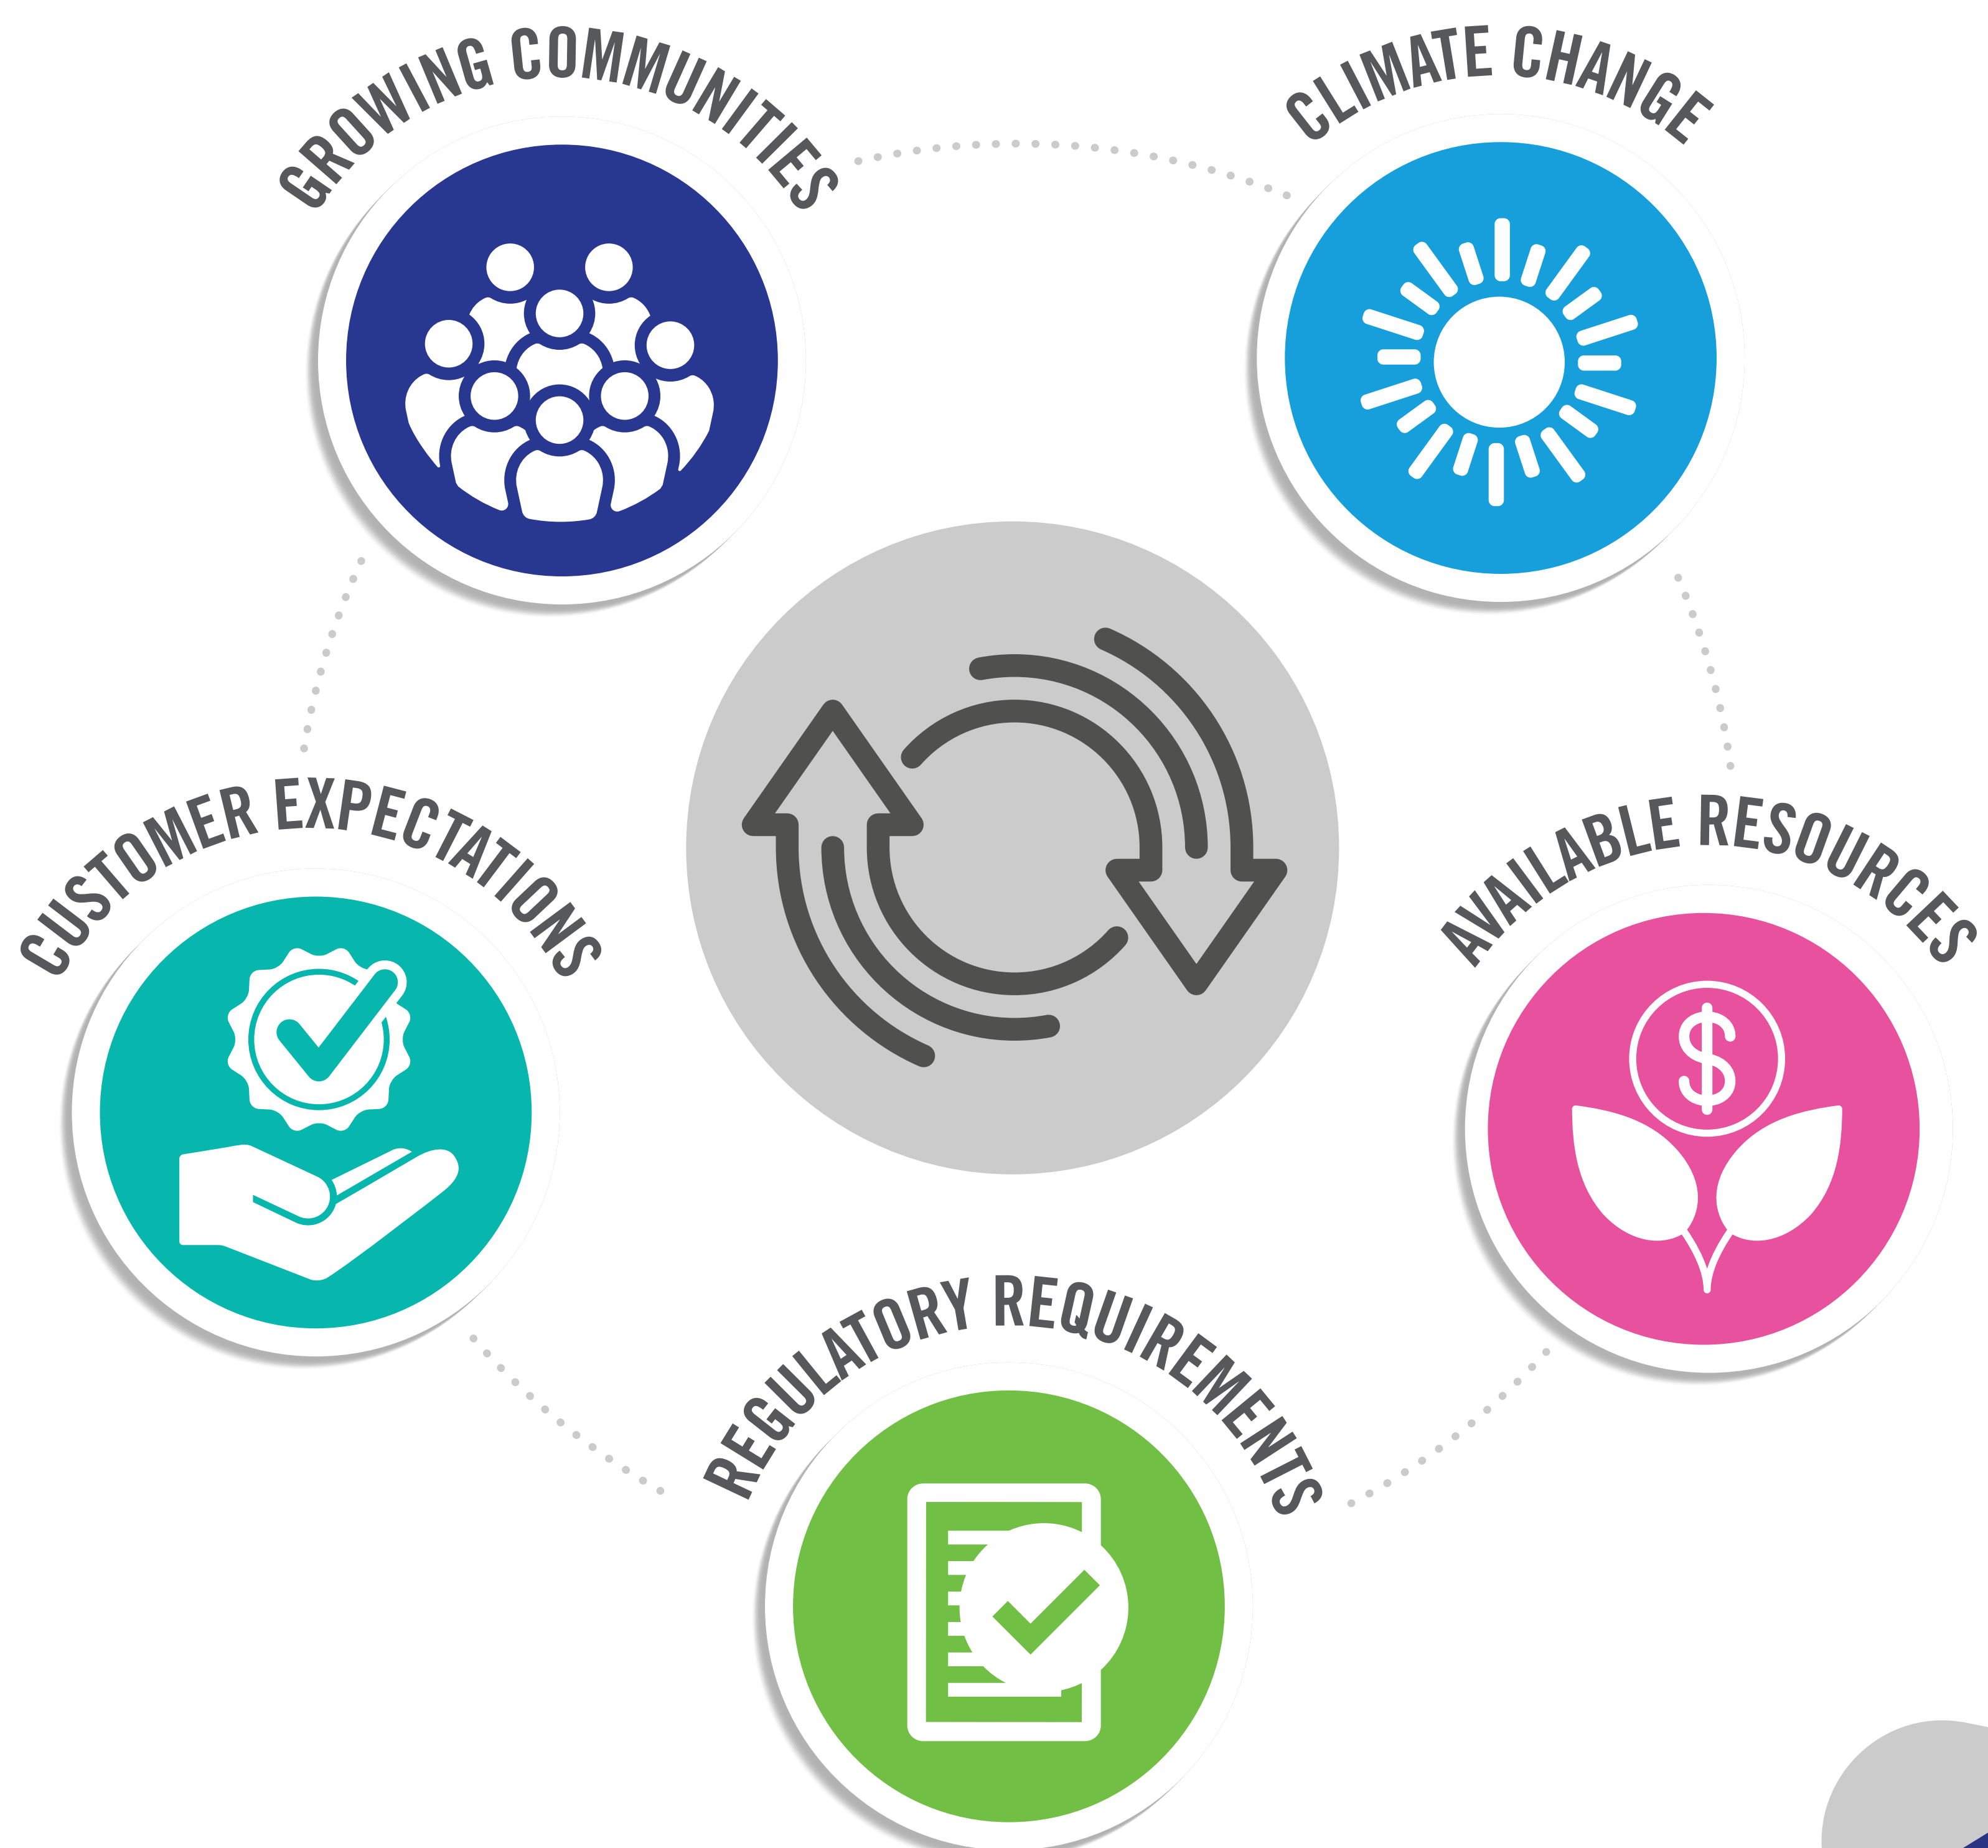 GROWING COMMUNITIES
CLIMATE CHANGE
CUSTOMER EXPECTATIONS
AVAILABLE RESOURCES
$
REGULATORY REQUIREMENTS